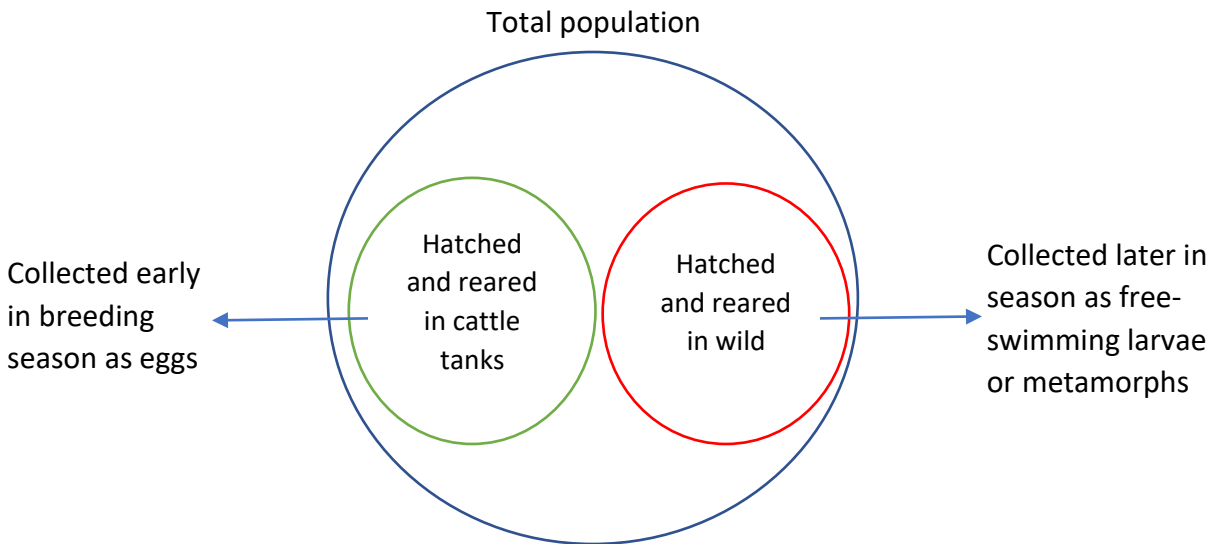 Total population
Collected early
in breeding
season as eggs
Hatched
and reared
in cattle
tanks
Hatched
and reared
in wild
Collected later in
season as free-
swimming larvae
or metamorphs